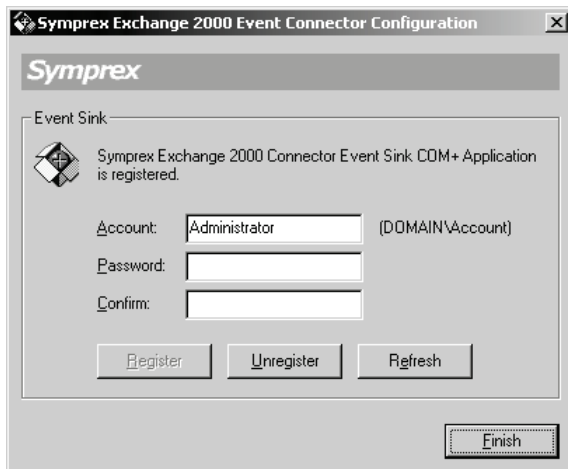 Symprex Exchange 2000 Event Connector Configuration
Symprex
Event Sink
Symprex Exchange 2000 Connector Event Sink COM+ Application
is registered.
Account: Administrator (DOMAIN\Account)
Password:
Confirm:
Register Unregister Refresh
Finish